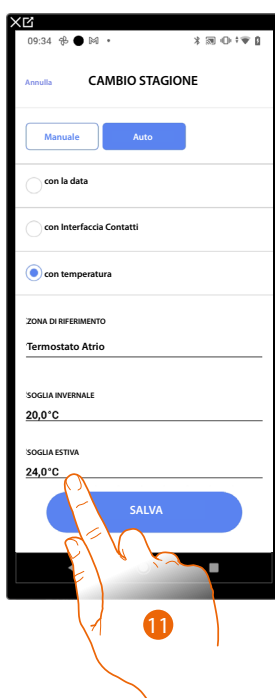 09:34
Annulla CAMBIO STAGIONE
Manuale Auto
con la data
con Interfaccia Contatti
con temperatura
ZONA DI RIFERIMENTO
Termostato Atrio
SOGLIA INVERNALE
20,0°C
SOGLIA ESTIVA
24,0°C
SALVA
11